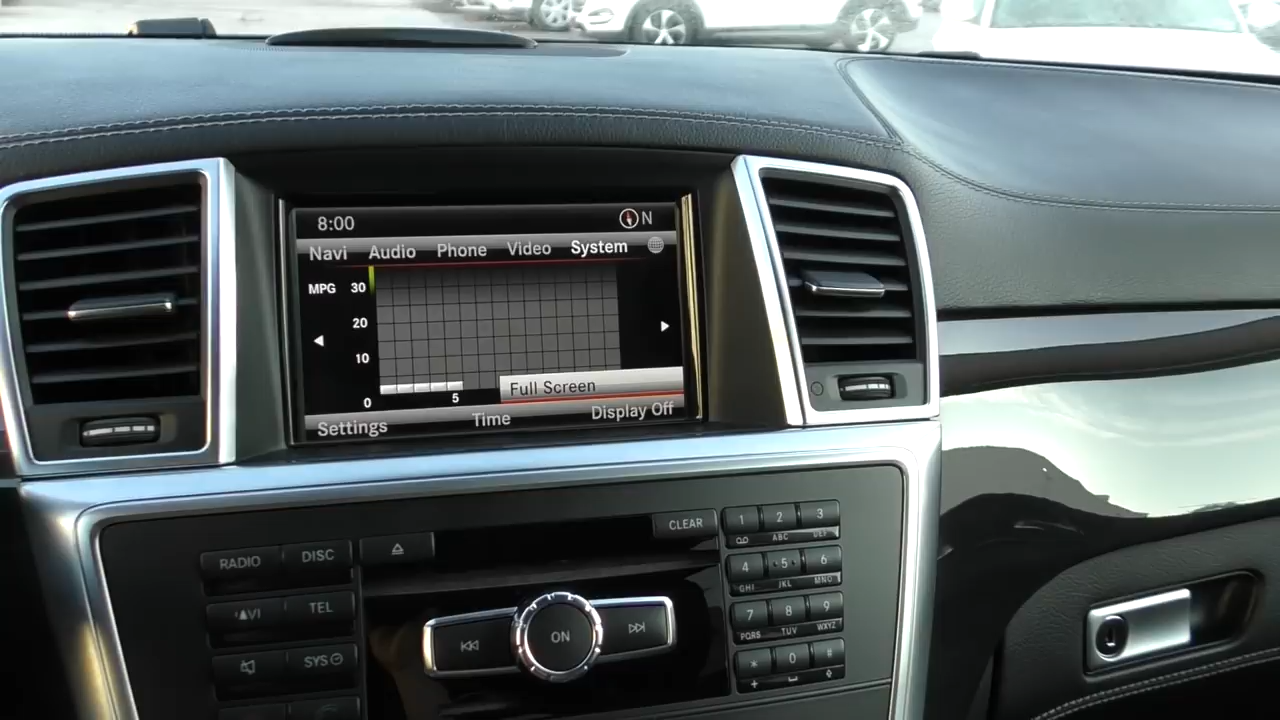 8:00 N
Navi Audio Phone Video System
MPG 30
20
10
Full Screen
0 5
Settings Time Display Off
CLEAR
1 2 3
ABC DEF
4 5 6
GHI JKL MNO
7 8 9
PQRS TUV WXYZ
* 0 #
+
RADIO DISC
NAVI TEL
SYS
ON